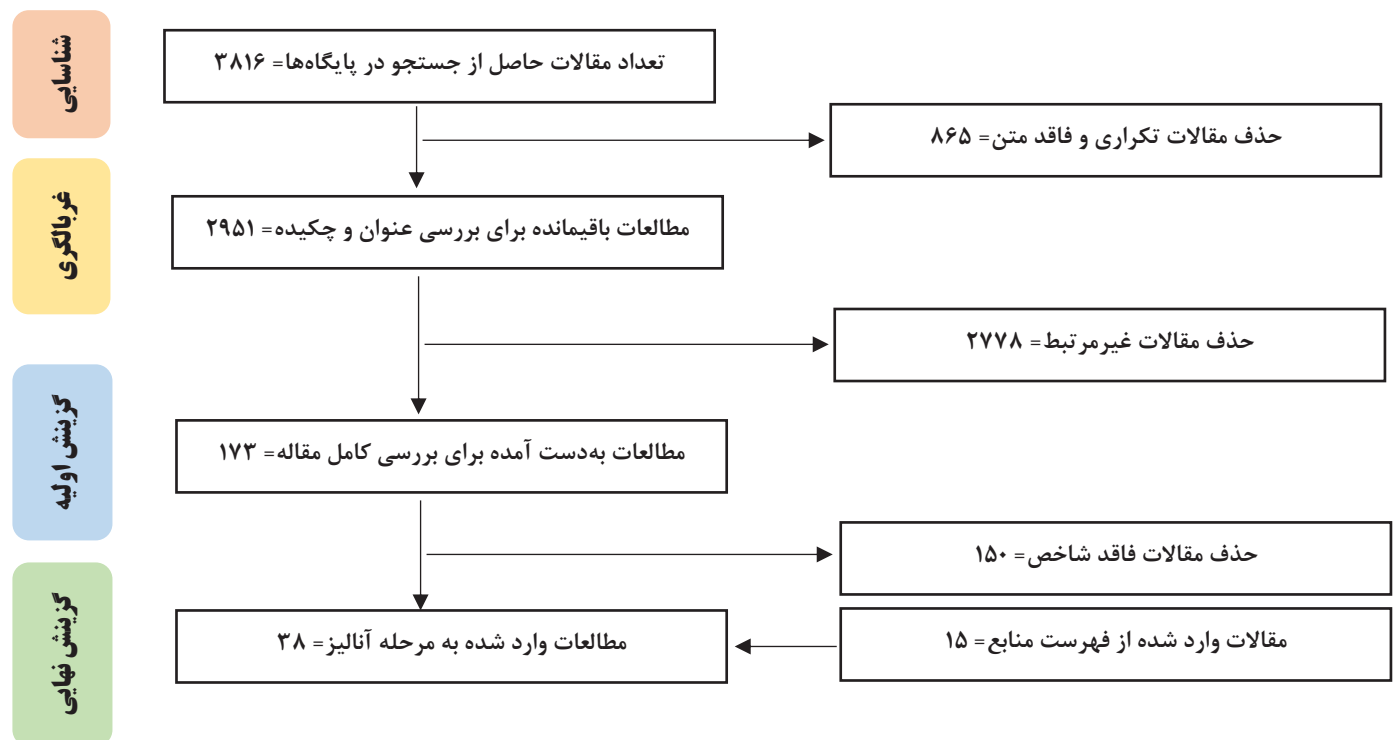 شناسایی
تعداد مقالات حاصل از جستجو در پایگاه‌ها= ۳۸۱۶
حذف مقالات تکراری و فاقد متن= ۸۶۵
غربالگری
مطالعات باقیمانده برای بررسی عنوان و چکیده= ۲۹۵۱
حذف مقالات غیرمرتبط= ۲۷۷۸
گزینش اولیه
مطالعات به‌دست آمده برای بررسی کامل مقاله= ۱۷۳
حذف مقالات فاقد شاخص= ۱۵۰
گزینش نهایی
مقالات وارد شده از فهرست منابع= ۱۵
مطالعات وارد شده به مرحله آنالیز= ۳۸